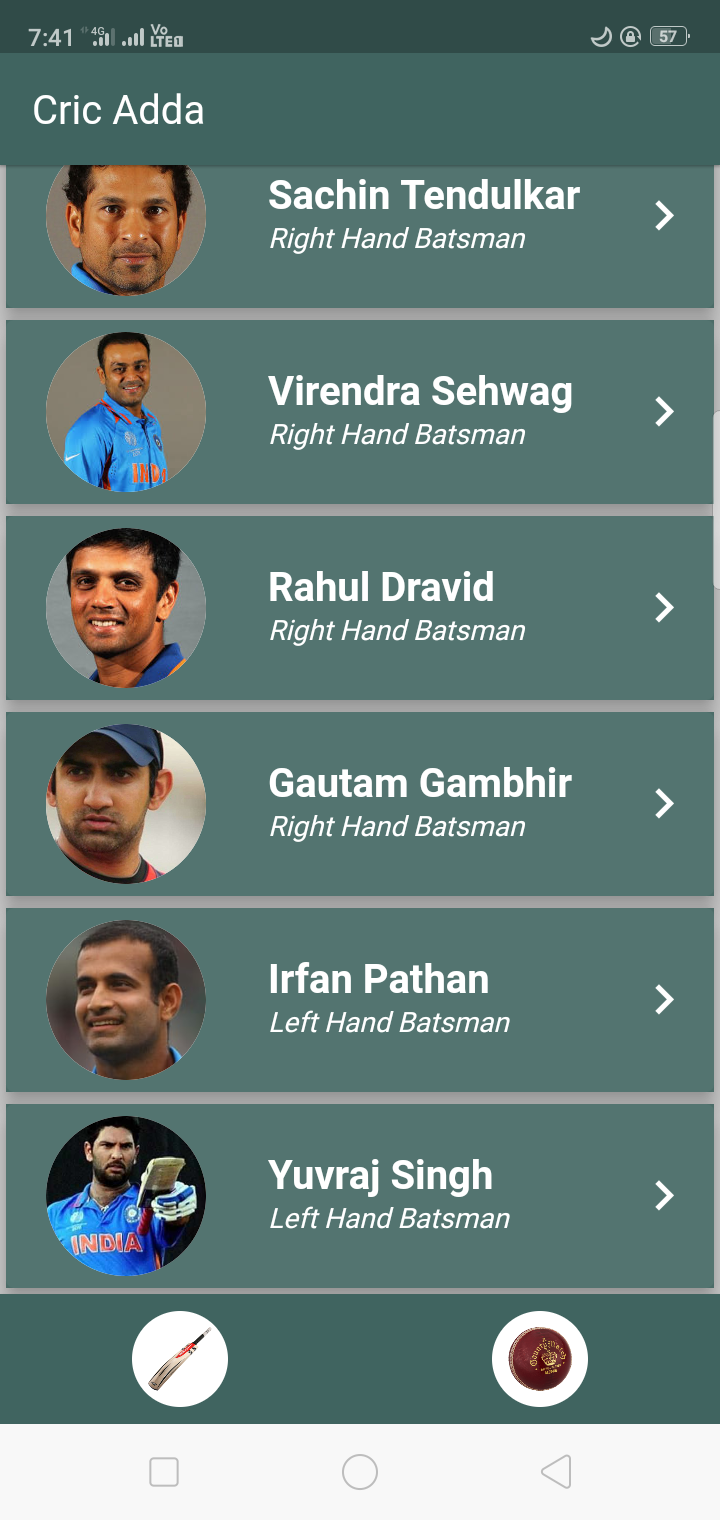 7:41 4G Vo LTE 57
Cric Adda
Sachin Tendulkar
Right Hand Batsman
Virendra Sehwag
Right Hand Batsman
Rahul Dravid
Right Hand Batsman
Gautam Gambhir
Right Hand Batsman
Irfan Pathan
Left Hand Batsman
Yuvraj Singh
INDIA
Left Hand Batsman